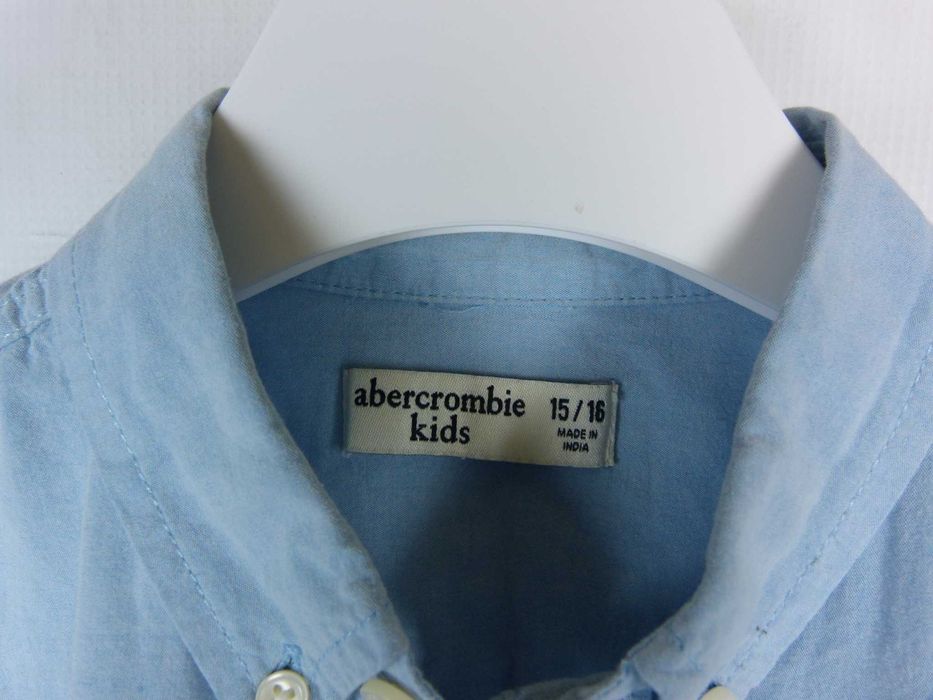 abercrombie
kids
15/16
MADE IN
INDIA